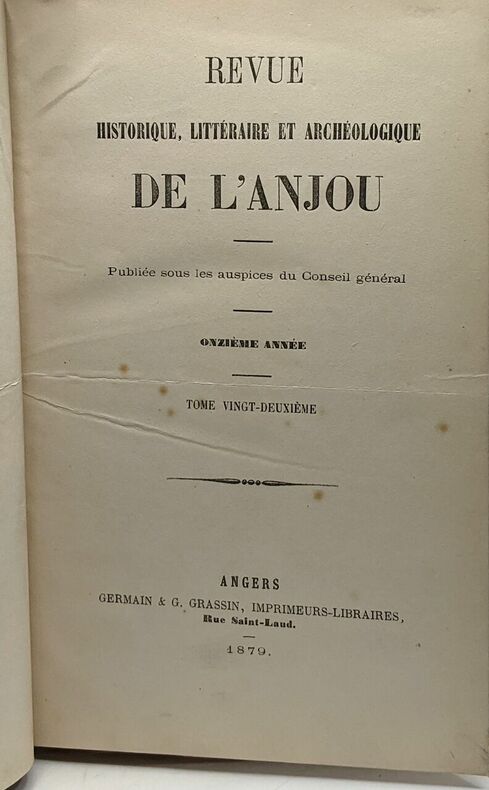 REVUE
HISTORIQUE, LITTÉRAIRE ET ARCHÉOLOGIQUE
DE L'ANJOU
Publiée sous les auspices du Conseil général
ONZIÈME ANNÉE
TOME VINGT-DEUXIÈME
ANGERS
GERMAIN & G. GRASSIN, IMPRIMEURS-LIBRAIRES,
Rue Saint-Laud.
1879.